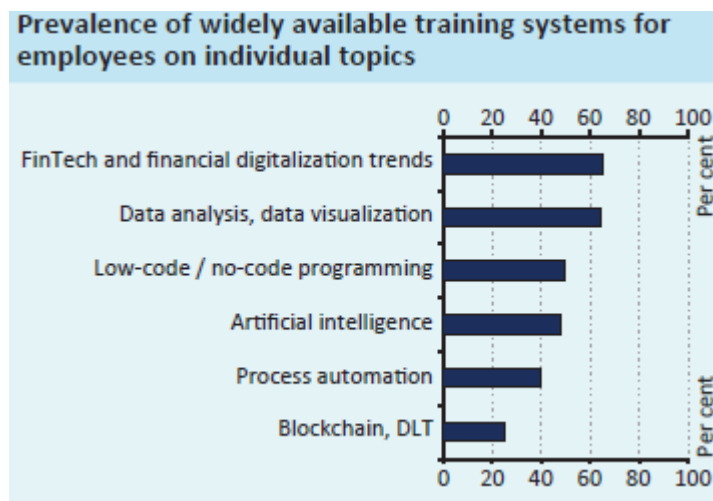 Prevalence of widely available training systems for
employees on individual topics
0 20 40 60 80 100
Per cent
FinTech and financial digitalization trends
Data analysis, data visualization
Low-code / no-code programming
Artificial intelligence
Process automation
Blockchain, DLT
Per cent
0 20 40 60 80 100